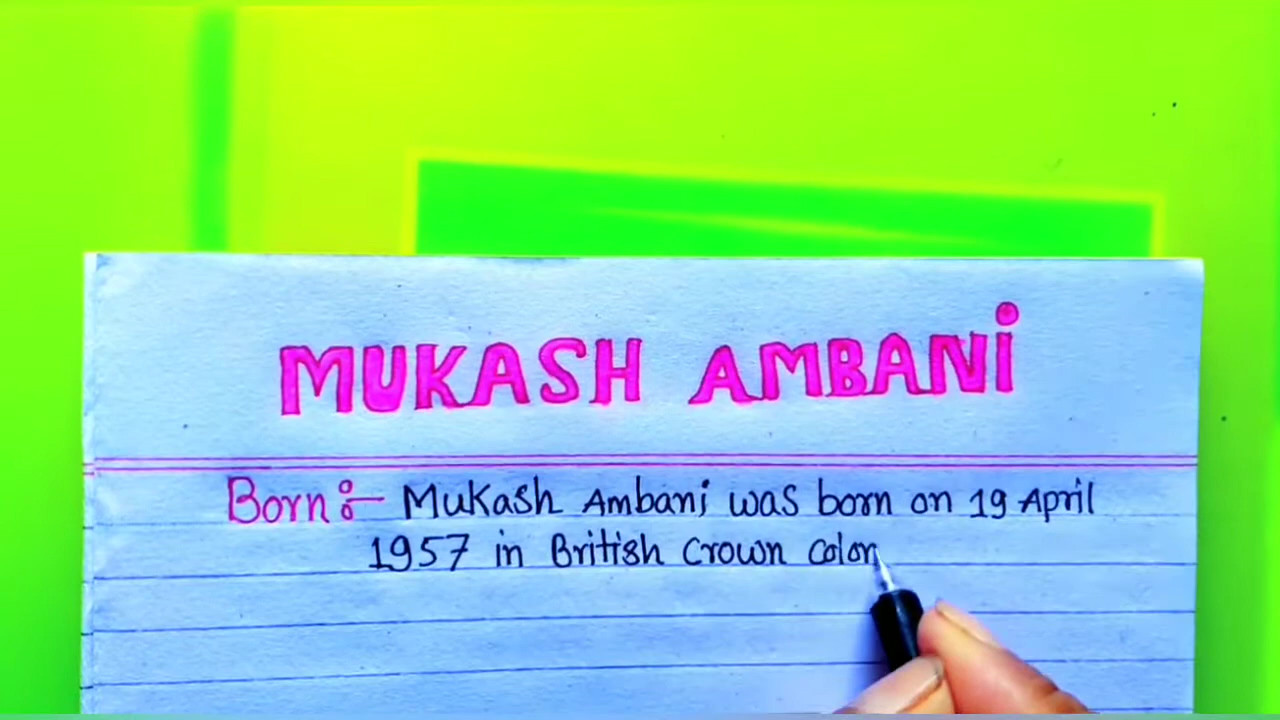 MUKASH AMBANi
Born:- Mukash Ambani was born on 19 April
1957 in British Crown Colon